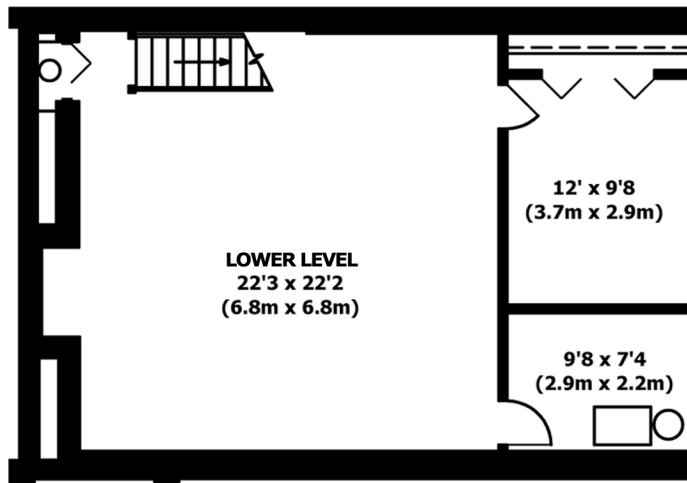 12' x 9'8
(3.7m x 2.9m)
LOWER LEVEL
22'3 x 22'2
(6.8m x 6.8m)
9'8 x 7'4
(2.9m x 2.2m)